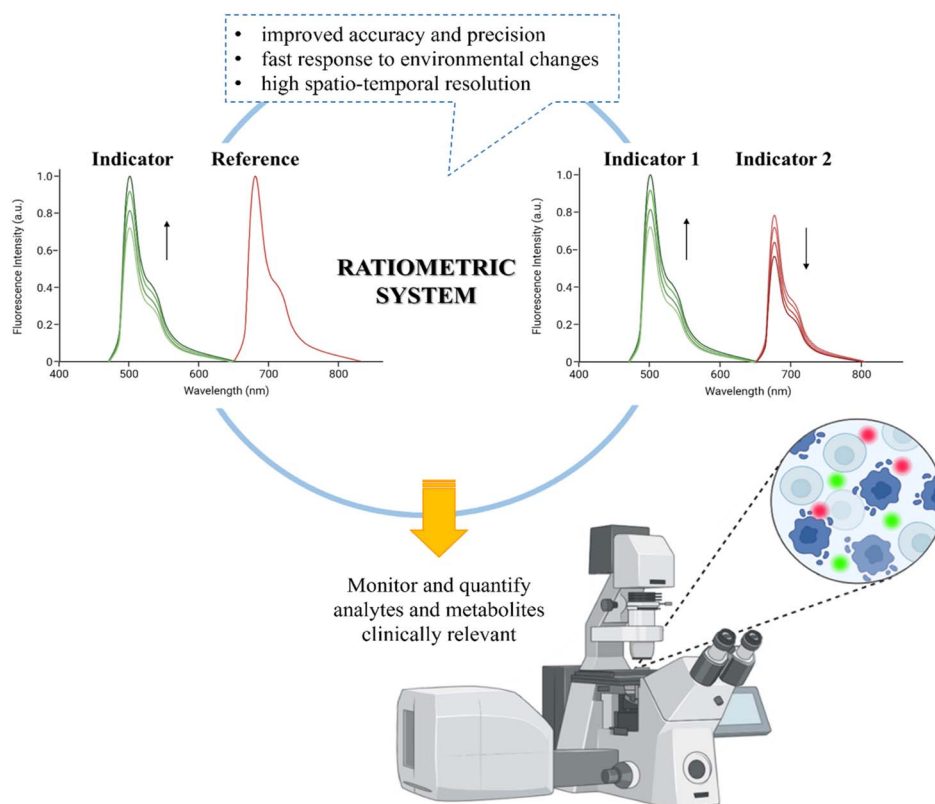 • improved accuracy and precision
• fast response to environmental changes
• high spatio-temporal resolution
Indicator
Reference
1.0
0.8
0.6
0.4
0.2
0
Fluorescence Intensity (a.u.)
400
500
600
700
800
Wavelength (nm)
RATIOMETRIC
SYSTEM
Indicator 1
Indicator 2
1.0
0.8
0.6
0.4
0.2
0
Fluorescence Intensity (a.u.)
400
500
600
700
800
Wavelength (nm)
Monitor and quantify
analytes and metabolites
clinically relevant